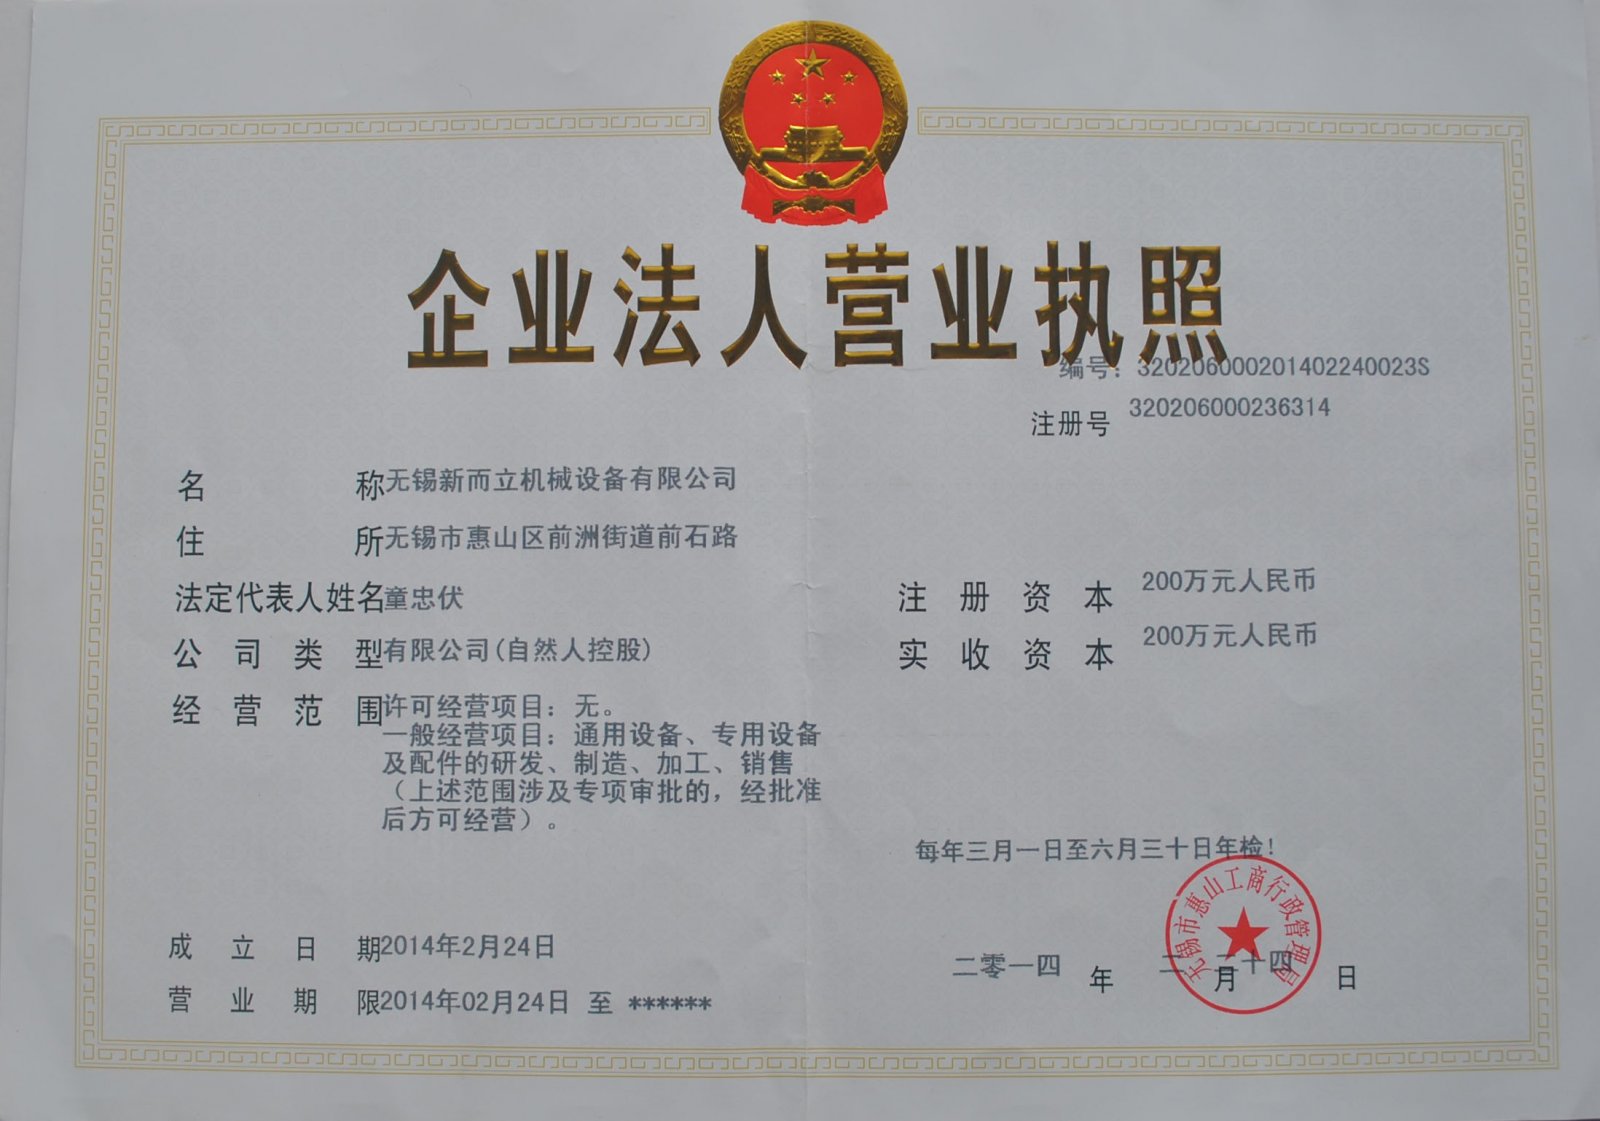 企业法人营业执照
编号：320206000201402240023S
注册号 320206000236314
名 称 无锡新而立机械设备有限公司
住 所 无锡市惠山区前洲街道前石路
法定代表人姓名 童忠伏
注 册 资 本 200万元人民币
公 司 类 型 有限公司(自然人控股)
实 收 资 本 200万元人民币
经 营 范 围 许可经营项目：无。
一般经营项目：通用设备、专用设备
及配件的研发、制造、加工、销售
（上述范围涉及专项审批的，经批准
后方可经营）。
每年三月一日至六月三十日年检!
无锡市惠山工商行政管理局
成 立 日 期 2014年2月24日
二零一四 年 二 月 二十四 日
营 业 期 限 2014年02月24日 至 ******